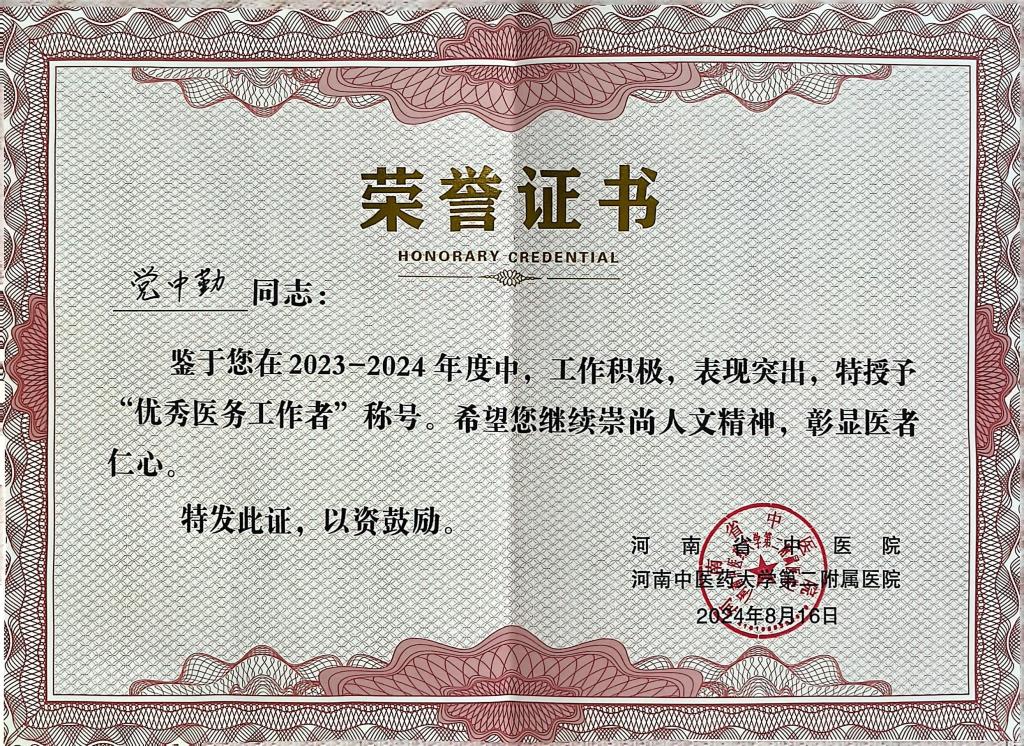 荣誉证书
HONORARY CREDENTIAL
党中勤 同志：
鉴于您在2023-2024年度中，工作积极，表现突出，特授予
“优秀医务工作者”称号。希望您继续崇尚人文精神，彰显医者
仁心。
特发此证，以资鼓励。
河南省中医院
河南中医药大学第二附属医院
2024年8月16日